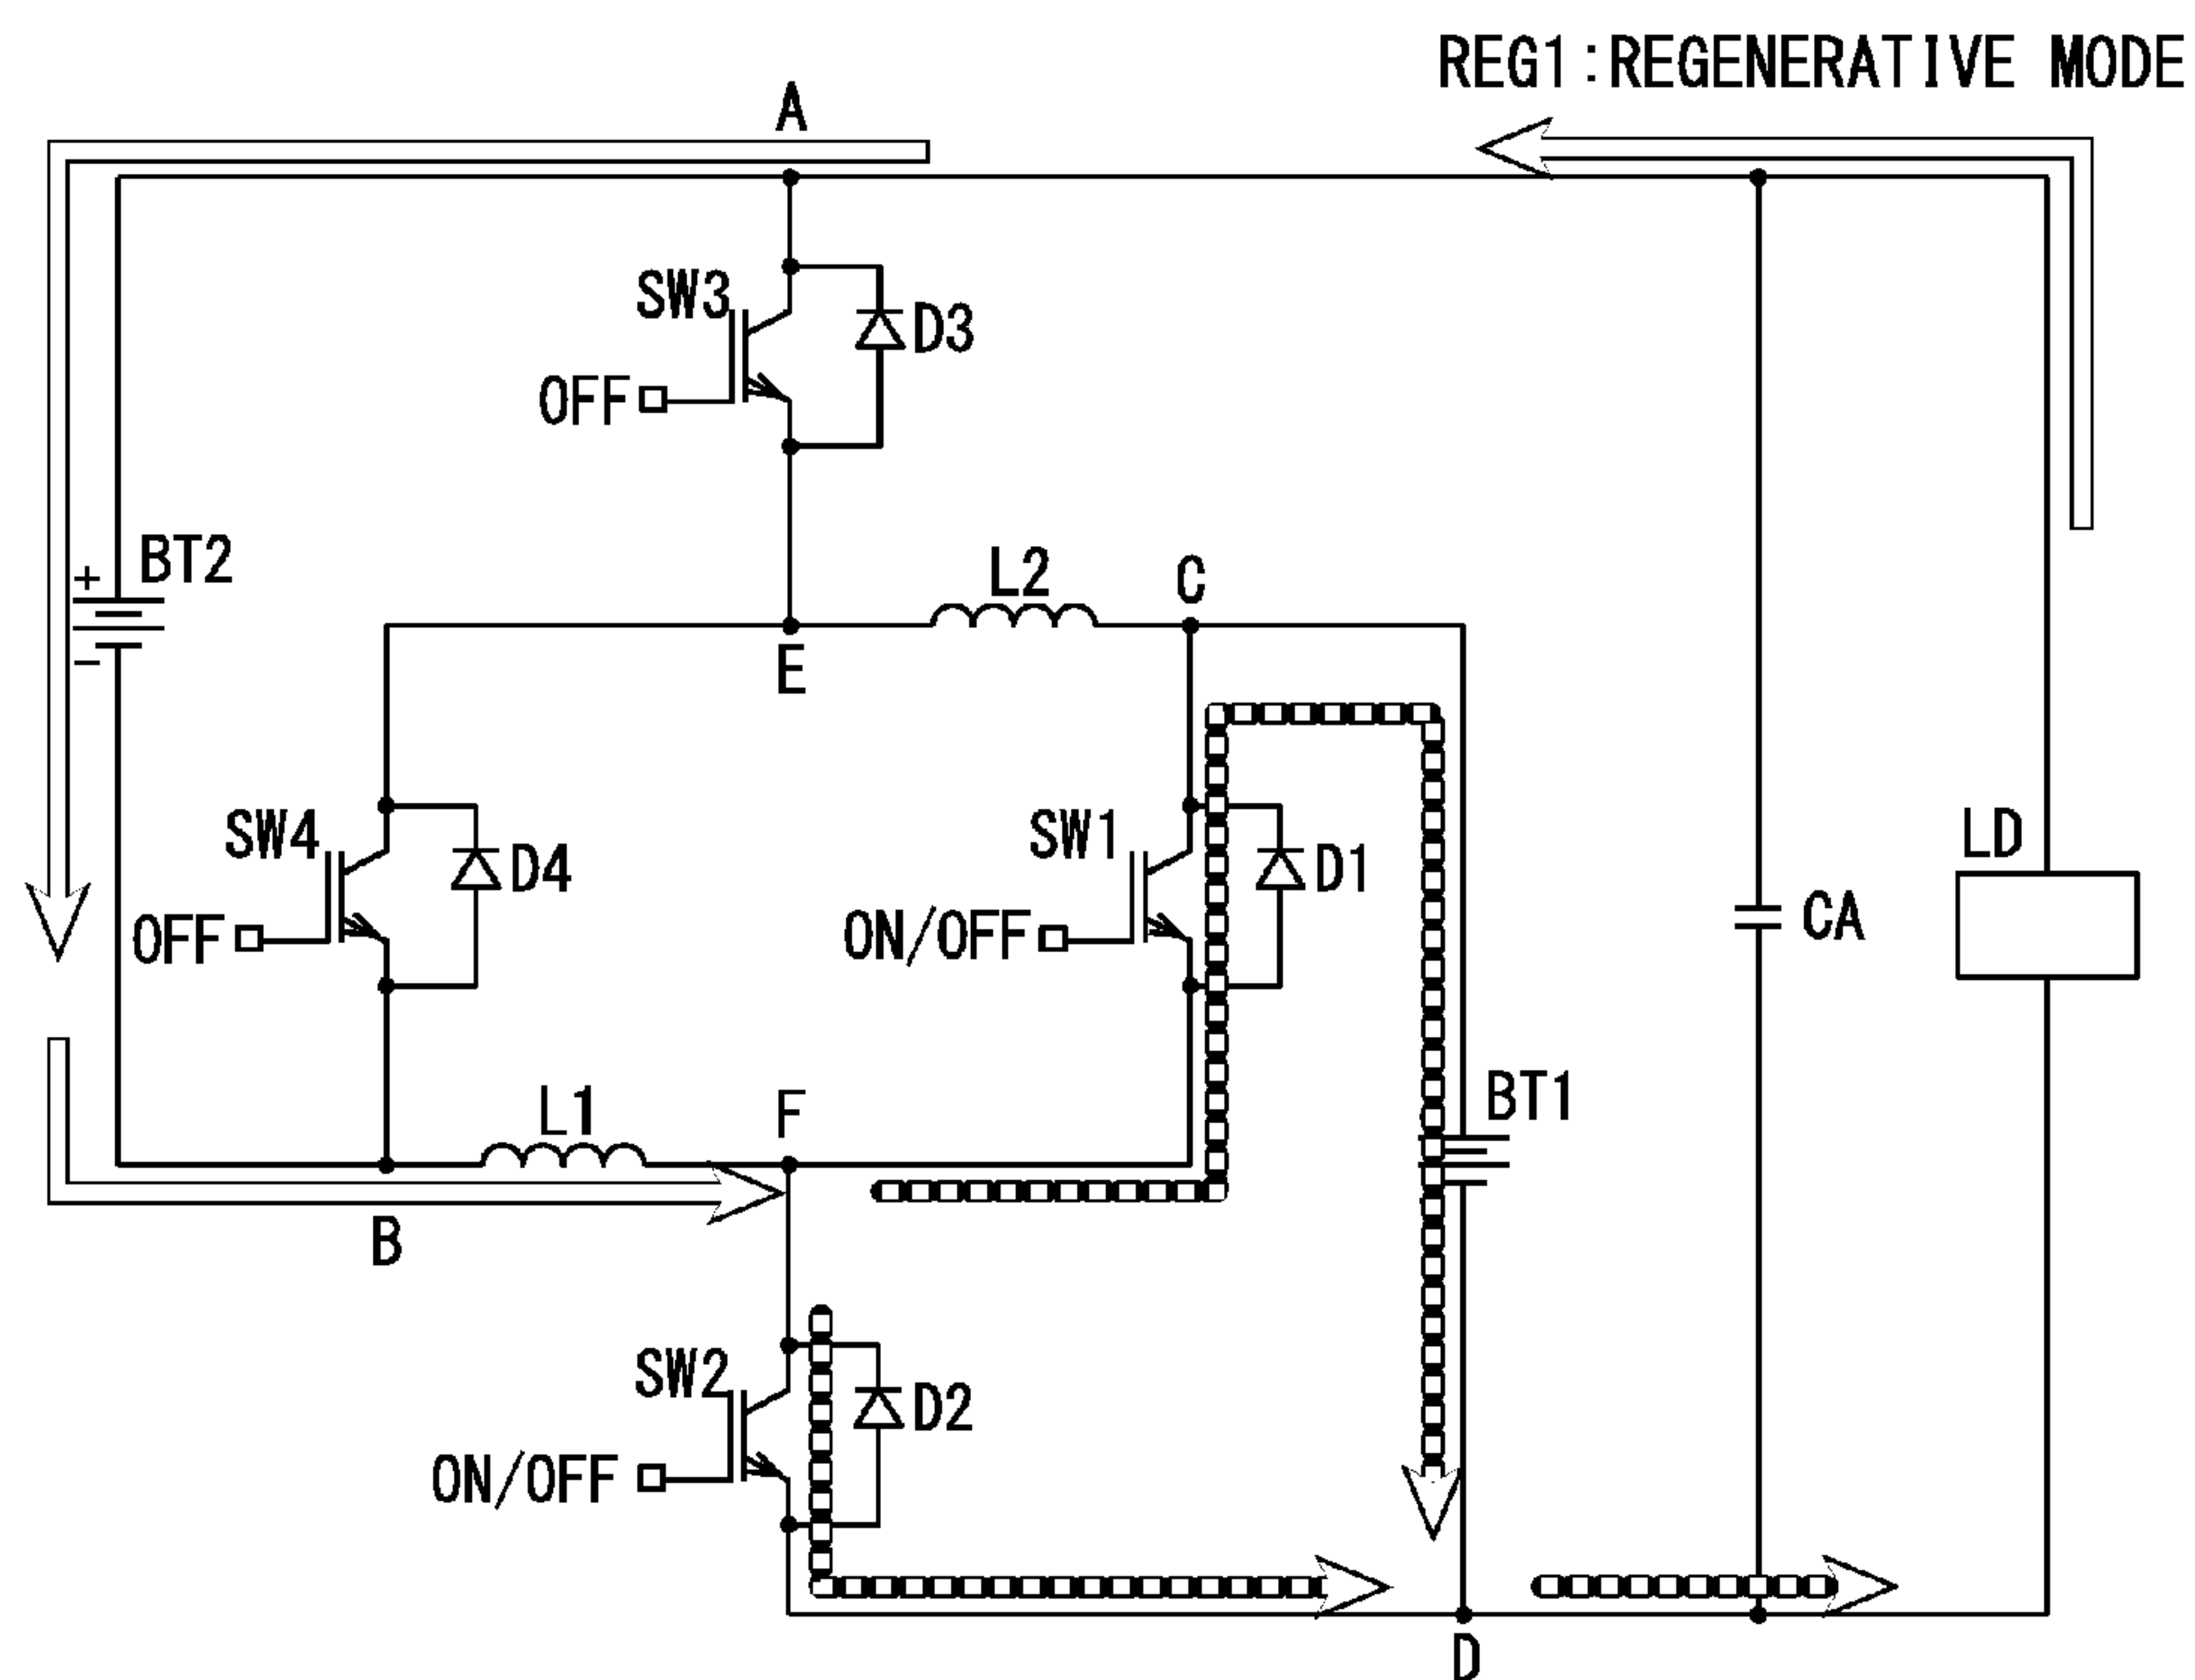 REG1:REGENERATIVE MODE
A
SW3
D3
OFF
BT2
+
−
L2
C
E
SW4
D4
OFF
SW1
D1
ON/OFF
LD
CA
BT1
L1
F
B
SW2
D2
ON/OFF
D